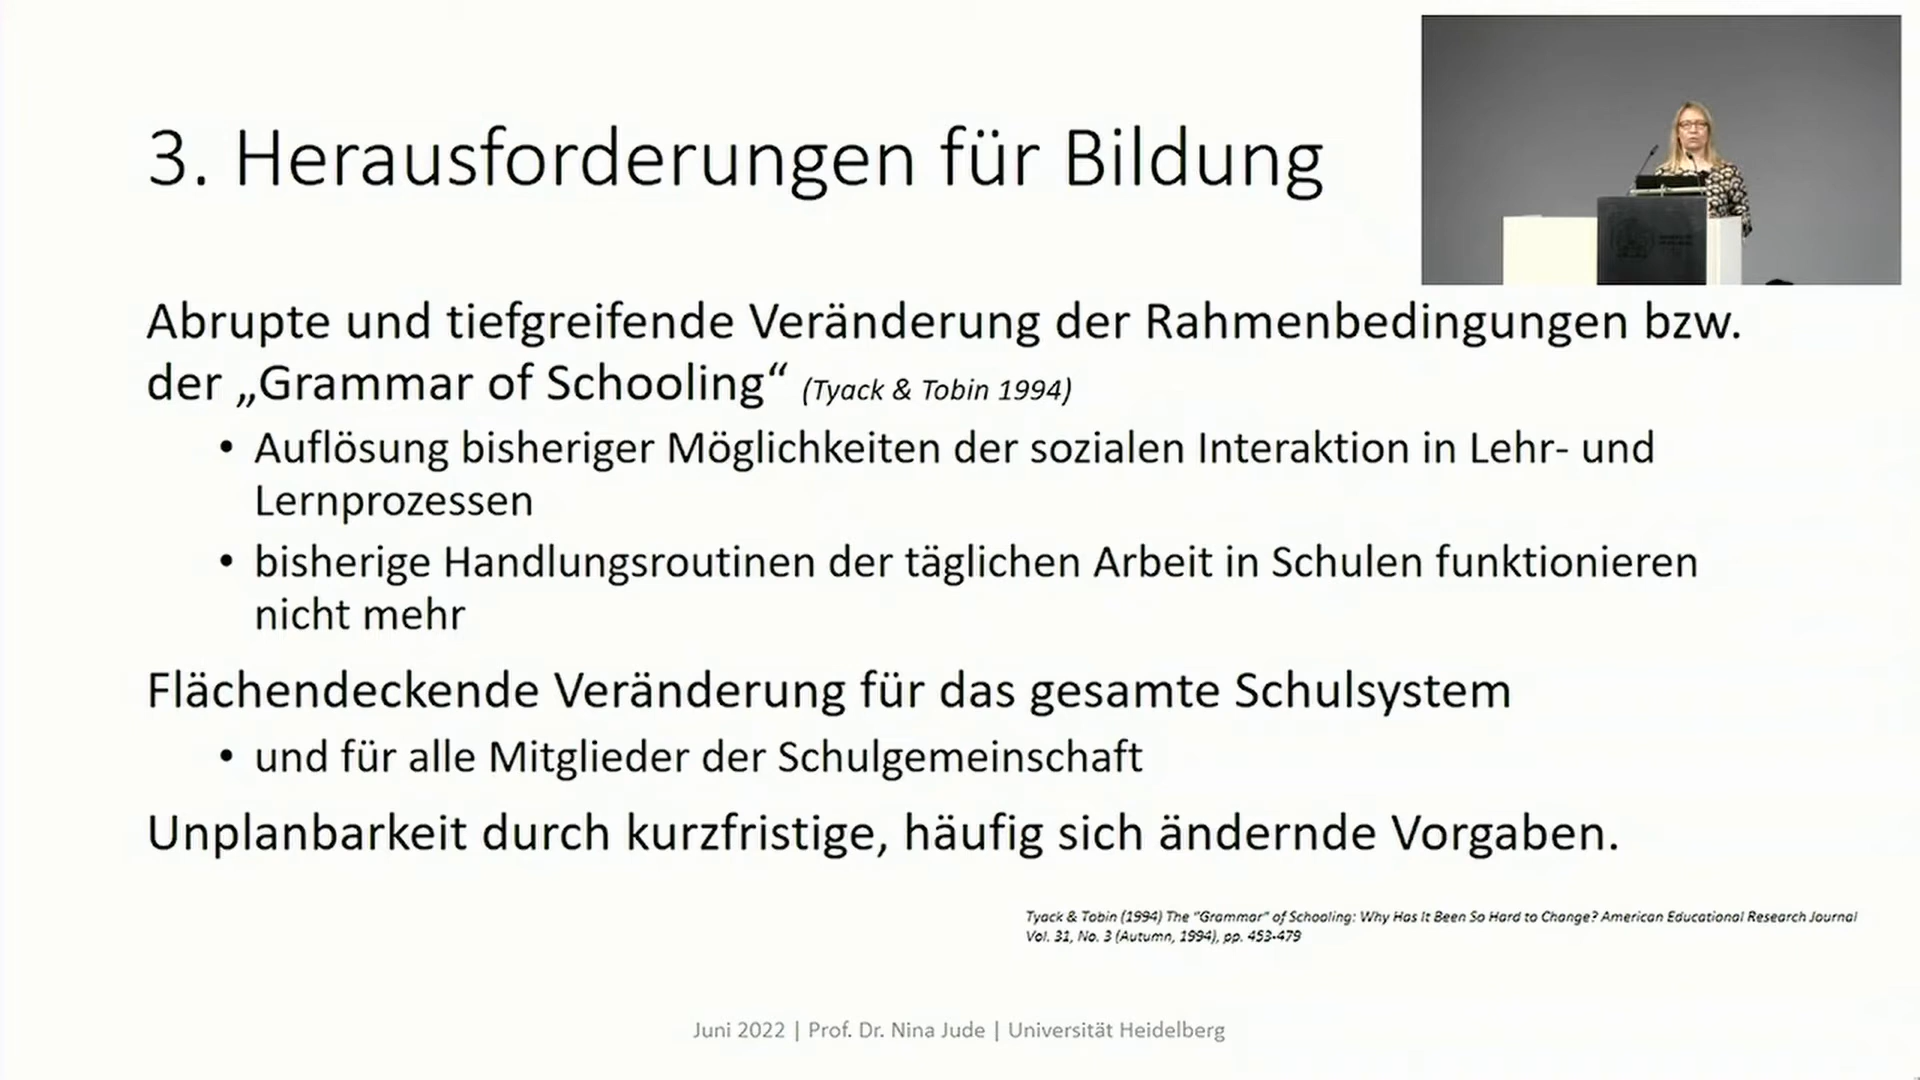 3. Herausforderungen für Bildung
Abrupte und tiefgreifende Veränderung der Rahmenbedingungen bzw.
der „Grammar of Schooling“ (Tyack & Tobin 1994)
• Auflösung bisheriger Möglichkeiten der sozialen Interaktion in Lehr- und
Lernprozessen
• bisherige Handlungsroutinen der täglichen Arbeit in Schulen funktionieren
nicht mehr
Flächendeckende Veränderung für das gesamte Schulsystem
• und für alle Mitglieder der Schulgemeinschaft
Unplanbarkeit durch kurzfristige, häufig sich ändernde Vorgaben.
Tyack & Tobin (1994) The "Grammar" of Schooling: Why Has It Been So Hard to Change? American Educational Research Journal
Vol. 31, No. 3 (Autumn, 1994), pp. 453-479
Juni 2022 | Prof. Dr. Nina Jude | Universität Heidelberg